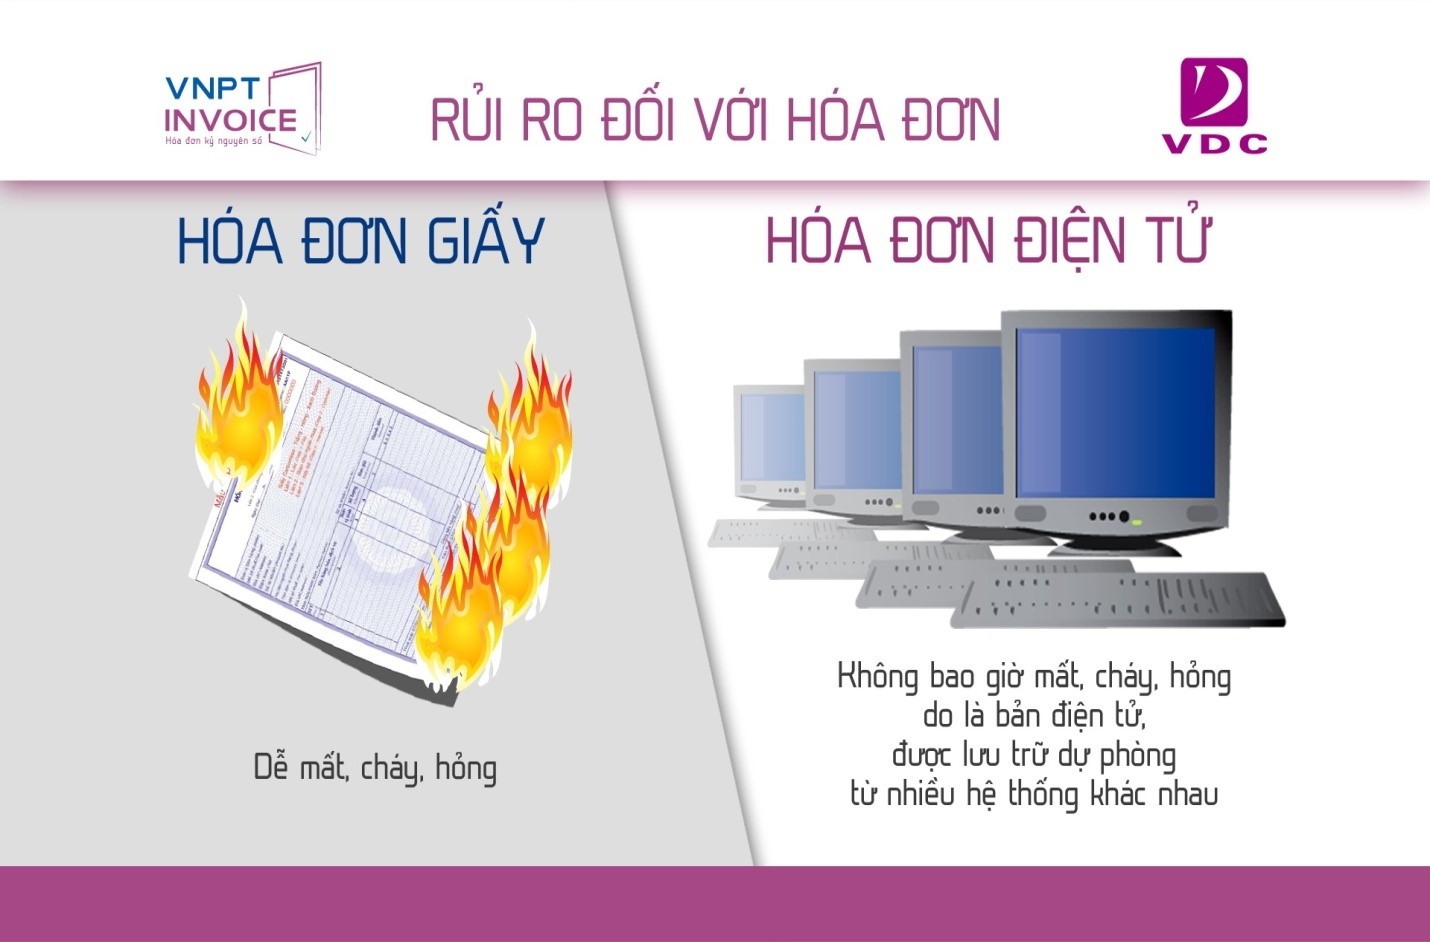 VNPT
INVOICE
Hóa đơn kỷ nguyên số
RỦI RO ĐỐI VỚI HÓA ĐƠN
VDC
HÓA ĐƠN GIẤY
HÓA ĐƠN ĐIỆN TỬ
Dễ mất, cháy, hỏng
Không bao giờ mất, cháy, hỏng
do là bản điện tử,
được lưu trữ dự phòng
từ nhiều hệ thống khác nhau